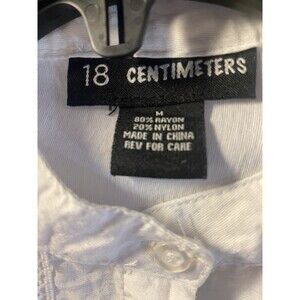 18 CENTIMETERS
M
80% RAYON
20% NYLON
MADE IN CHINA
REV FOR CARE